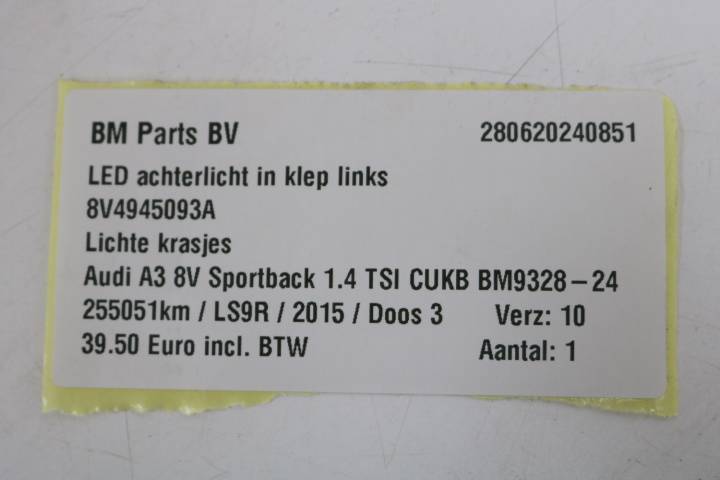 BM Parts BV 280620240851
LED achterlicht in klep links
8V4945093A
Lichte krasjes
Audi A3 8V Sportback 1.4 TSI CUKB BM9328-24
255051km / LS9R / 2015 / Doos 3 Verz: 10
39.50 Euro incl. BTW Aantal: 1